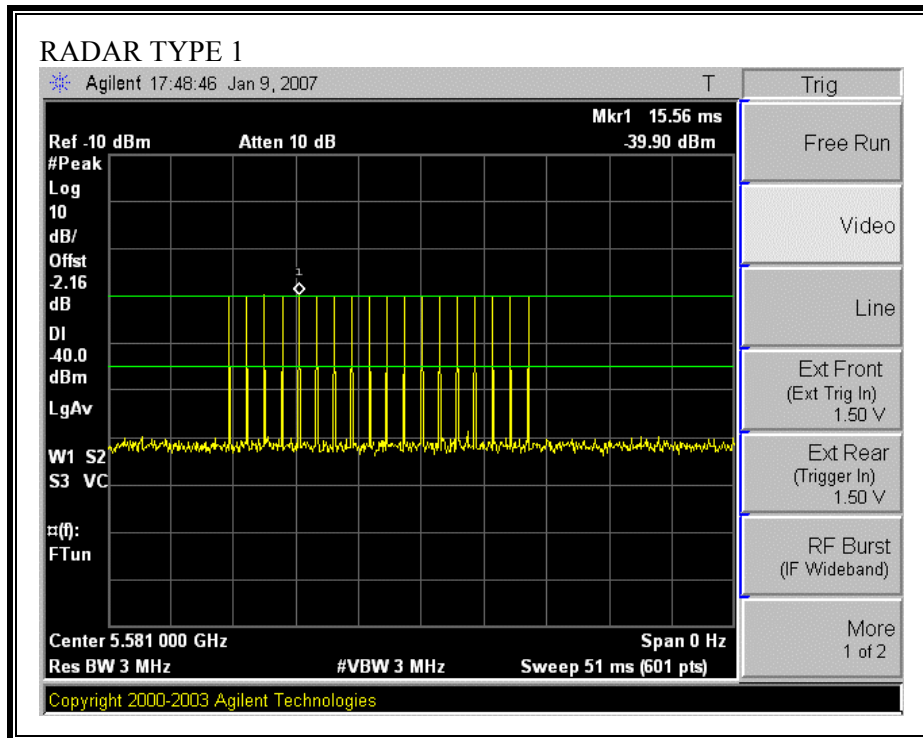 RADAR TYPE 1
Agilent 17:48:46 Jan 9, 2007 T
Trig
Mkr1 15.56 ms
Ref -10 dBm Atten 10 dB -39.90 dBm
#Peak
Log
10
dB/
Offst
-2.16
dB
DI
-40.0
dBm
LgAv
W1 S2
S3 VC
¤(f):
FTun
1
Center 5.581 000 GHz Span 0 Hz
Res BW 3 MHz #VBW 3 MHz Sweep 51 ms (601 pts)
Copyright 2000-2003 Agilent Technologies
Free Run
Video
Line
Ext Front
(Ext Trig In)
1.50 V
Ext Rear
(Trigger In)
1.50 V
RF Burst
(IF Wideband)
More
1 of 2